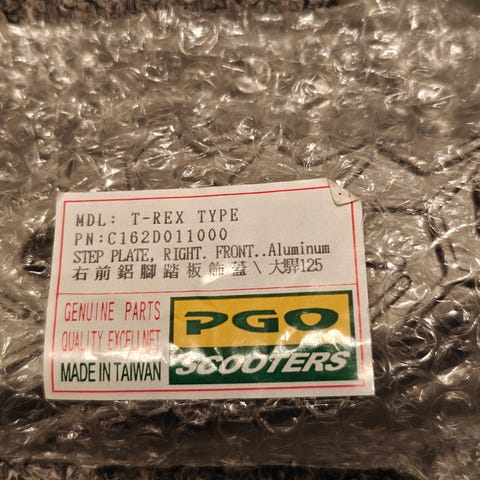 MDL: T-REX TYPE
PN:C162D011000
STEP PLATE, RIGHT. FRONT..Aluminum
右前鋁腳踏板飾蓋\大駻125
GENUINE PARTS
QUALITY EXCELLNET
MADE IN TAIWAN
PGO
SCOOTERS